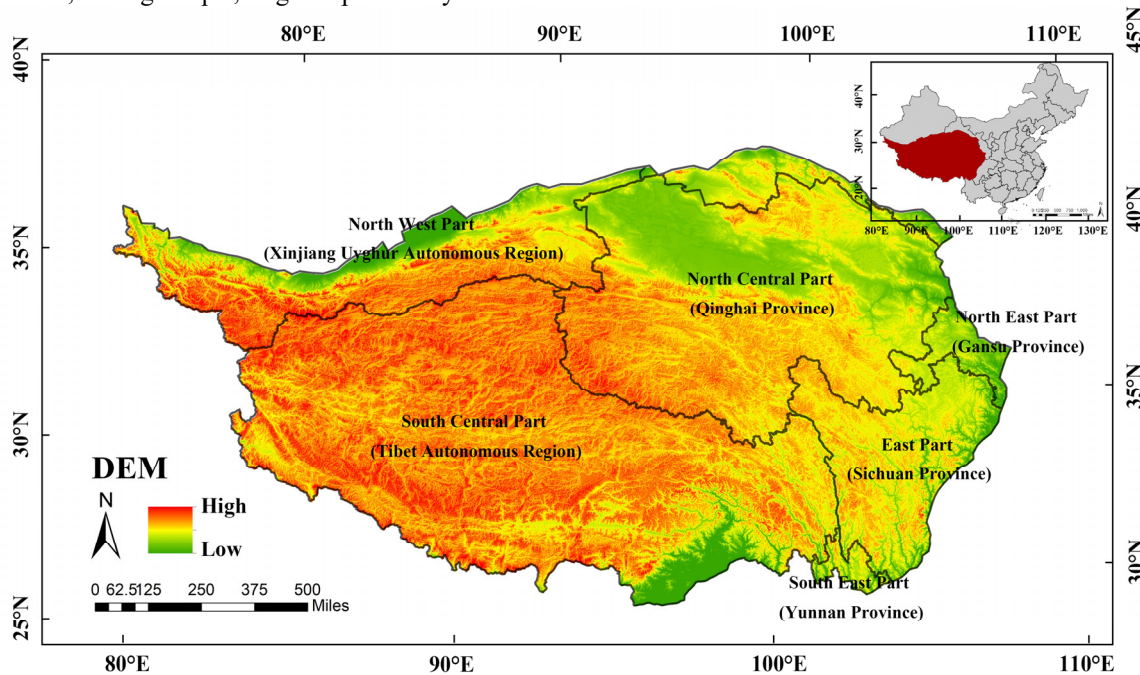 80°E 90°E 100°E 110°E
45°N
40°N
40°N
30°N
20°N
80°E 90°E 100°E 110°E 120°E 130°E
N
40°N
35°N
North West Part
(Xinjiang Uyghur Autonomous Region)
North Central Part
(Qinghai Province)
North East Part
(Gansu Province)
35°N
30°N
South Central Part
(Tibet Autonomous Region)
East Part
(Sichuan Province)
DEM
N
High
Low
30°N
South East Part
(Yunnan Province)
0 62.5125 250 375 500
Miles
25°N
80°E 90°E 100°E 110°E